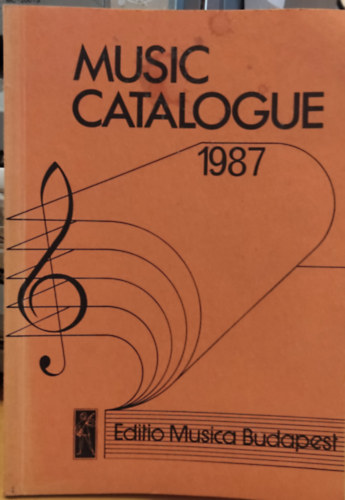 MUSIC
CATALOGUE
1987
Editio Musica Budapest